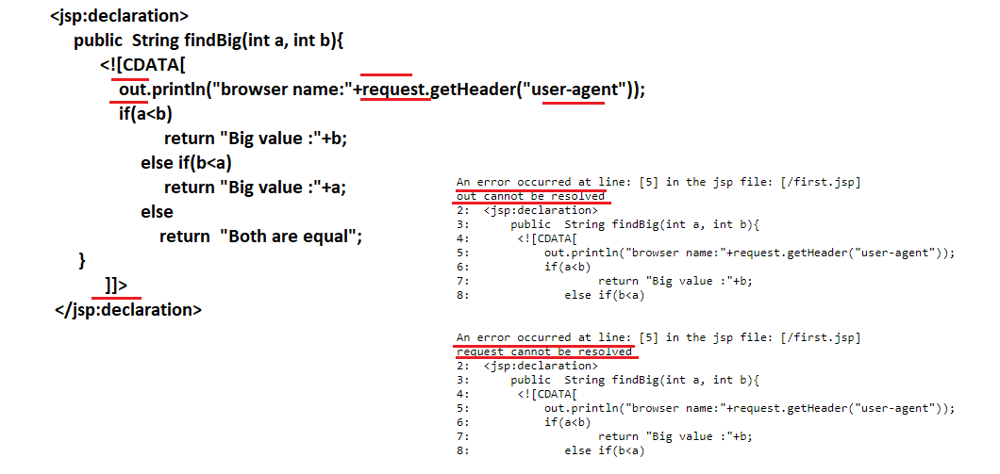 <jsp:declaration>
public  String findBig(int a, int b){
<![CDATA[
out.println("browser name:"+request.getHeader("user-agent"));
if(a<b)
return "Big value :"+b;
else if(b<a)
return "Big value :"+a;
else
return  "Both are equal";
}
]]>
</jsp:declaration>
An error occurred at line: [5] in the jsp file: [/first.jsp]
out cannot be resolved
2:  <jsp:declaration>
3:     public  String findBig(int a, int b){
4:      <![CDATA[
5:          out.println("browser name:"+request.getHeader("user-agent"));
6:          if(a<b)
7:                  return "Big value :"+b;
8:             else if(b<a)
An error occurred at line: [5] in the jsp file: [/first.jsp]
request cannot be resolved
2:  <jsp:declaration>
3:     public  String findBig(int a, int b){
4:      <![CDATA[
5:          out.println("browser name:"+request.getHeader("user-agent"));
6:          if(a<b)
7:                  return "Big value :"+b;
8:             else if(b<a)